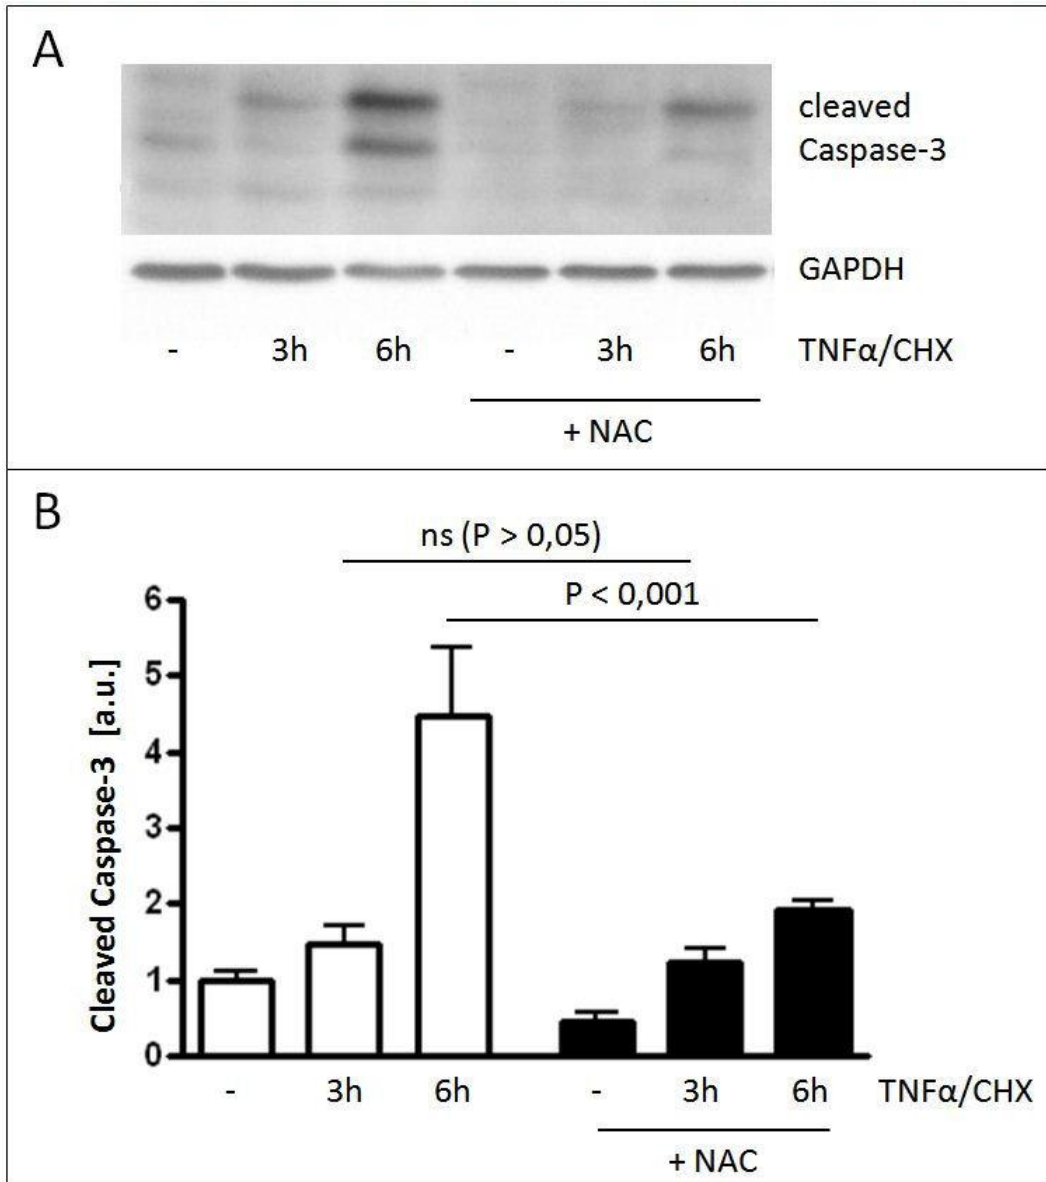 A
cleaved
Caspase-3
GAPDH
- 3h 6h - 3h 6h TNFα/CHX
+ NAC
B
ns (P > 0,05)
P < 0,001
6
5
4
3
2
1
0
Cleaved Caspase-3 [a.u.]
- 3h 6h - 3h 6h TNFα/CHX
+ NAC